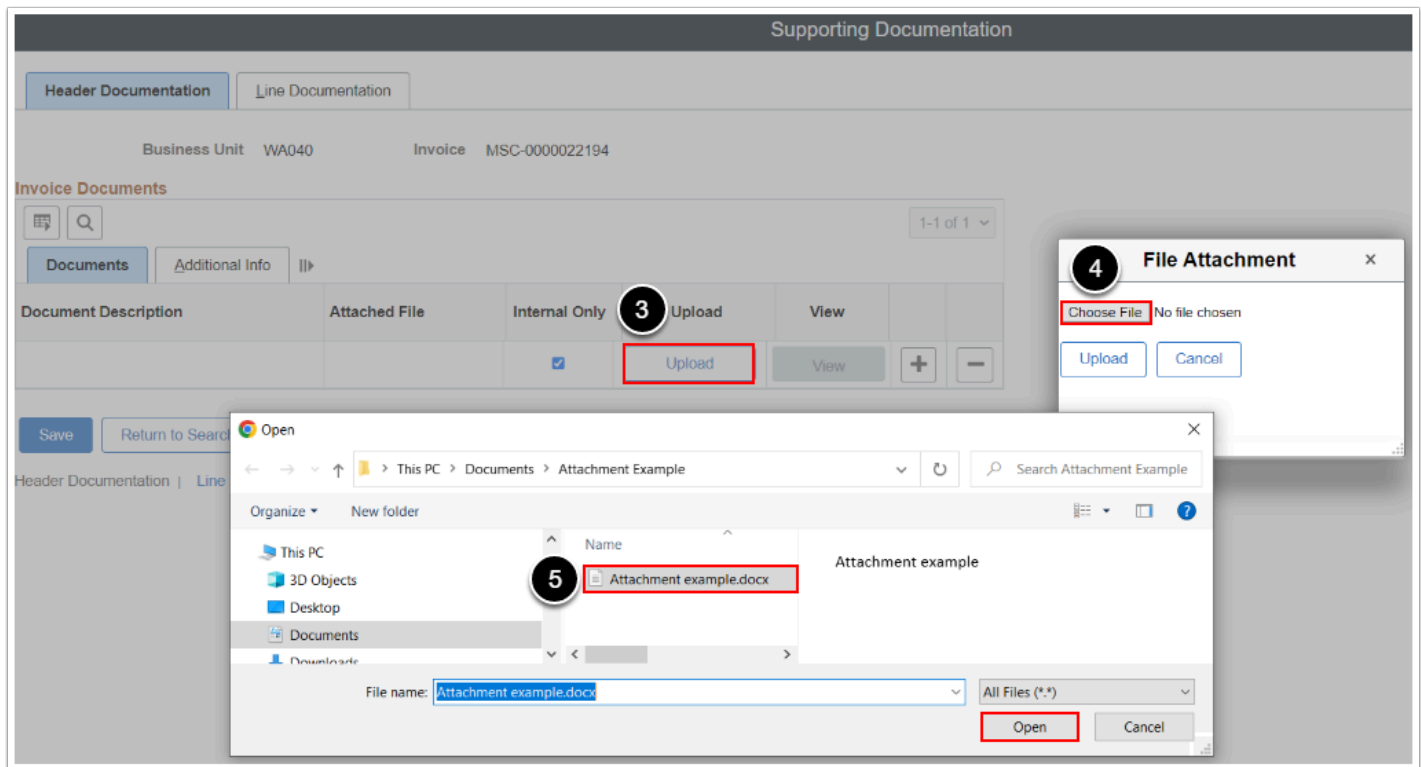 Supporting Documentation
Header Documentation Line Documentation
Business Unit WA040 Invoice MSC-0000022194
Invoice Documents
1-1 of 1
Documents Additional Info
Document Description Attached File Internal Only 3 Upload View
Upload View
Save Return to Searc
Header Documentation | Line
4 File Attachment
Choose File No file chosen
Upload Cancel
Open
This PC > Documents > Attachment Example Search Attachment Example
Organize New folder
Name
This PC
3D Objects
Desktop
Documents
Downloads
5 Attachment example.docx
Attachment example
File name: Attachment example.docx All Files (*.*)
Open Cancel